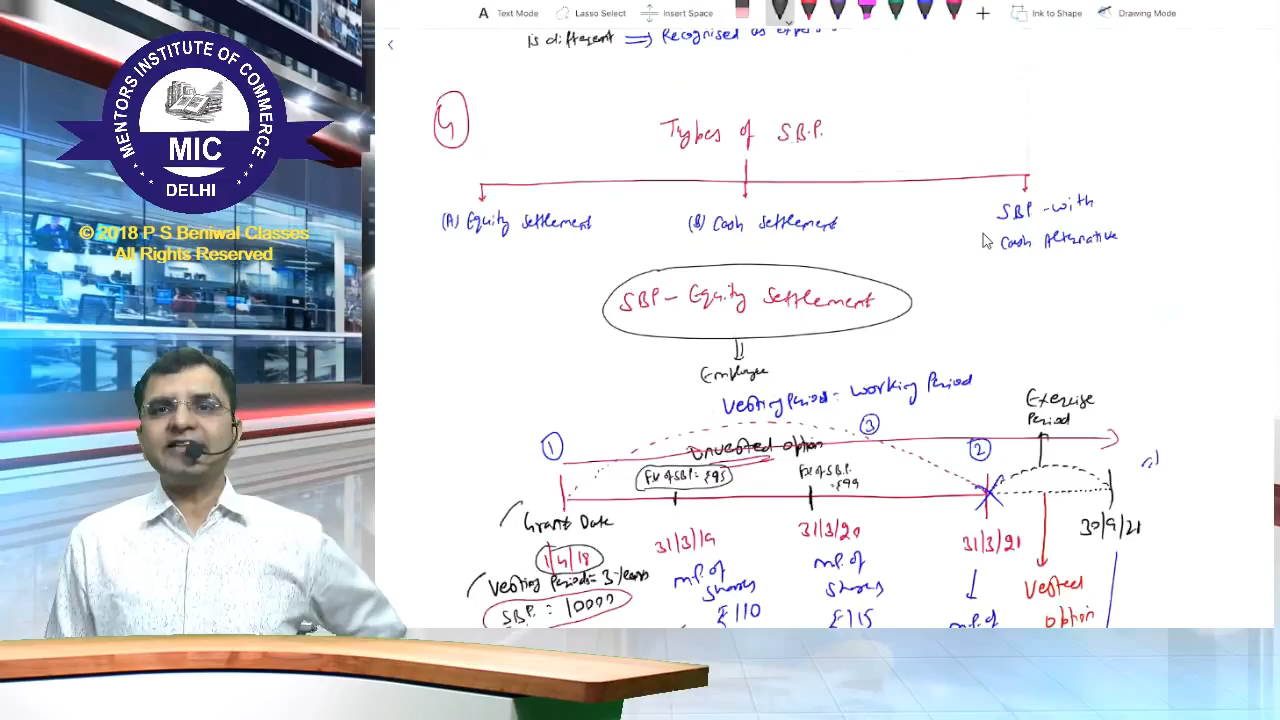 Text Mode
Lasso Select
Insert Space
Ink to Shape
Drawing Mode
is different ⇒ Recognised as
MENTORS INSTITUTE OF COMMERCE
MIC
DELHI
© 2018 P S Beniwal Classes
All Rights Reserved
4
Types of S.B.P.
(A) Equity Settlement
(B) Cash Settlement
SBP - with
Cash Alternative
SBP - Equity Settlement
Employee
Vesting Period = Working Period
Exercise
Period
1
Unvested option
3
2
F.V. of SBP = ₹95
F.V. of S.B.P.
= ₹99
Grant Date
1/4/18
31/3/19
31/3/20
31/3/21
30/9/21
Vesting Period = 3 years
SBP = 10000
m.p. of
shares
₹110
m.p. of
shares
₹115
m.p. of
Vested
option